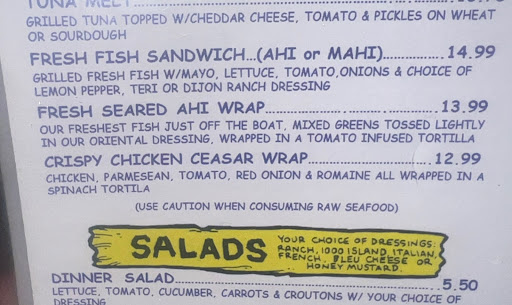 TUNA MELT
GRILLED TUNA TOPPED W/CHEDDAR CHEESE, TOMATO & PICKLES ON WHEAT
OR SOURDOUGH
FRESH FISH SANDWICH...(AHI or MAHI)....................14.99
GRILLED FRESH FISH W/MAYO, LETTUCE, TOMATO,ONIONS & CHOICE OF
LEMON PEPPER, TERI OR DIJON RANCH DRESSING
FRESH SEARED AHI WRAP....................................13.99
OUR FRESHEST FISH JUST OFF THE BOAT, MIXED GREENS TOSSED LIGHTLY
IN OUR ORIENTAL DRESSING, WRAPPED IN A TOMATO INFUSED TORTILLA
CRISPY CHICKEN CEASAR WRAP..........................12.99
CHICKEN, PARMESEAN, TOMATO, RED ONION & ROMAINE ALL WRAPPED IN A
SPINACH TORTILA
(USE CAUTION WHEN CONSUMING RAW SEAFOOD)
SALADS
YOUR CHOICE OF DRESSINGS:
RANCH, 1000 ISLAND, ITALIAN,
FRENCH, BLEU CHEESE OR
HONEY MUSTARD.
DINNER SALAD..................................................5.50
LETTUCE, TOMATO, CUCUMBER, CARROTS & CROUTONS W/ YOUR CHOICE OF
DRESSING